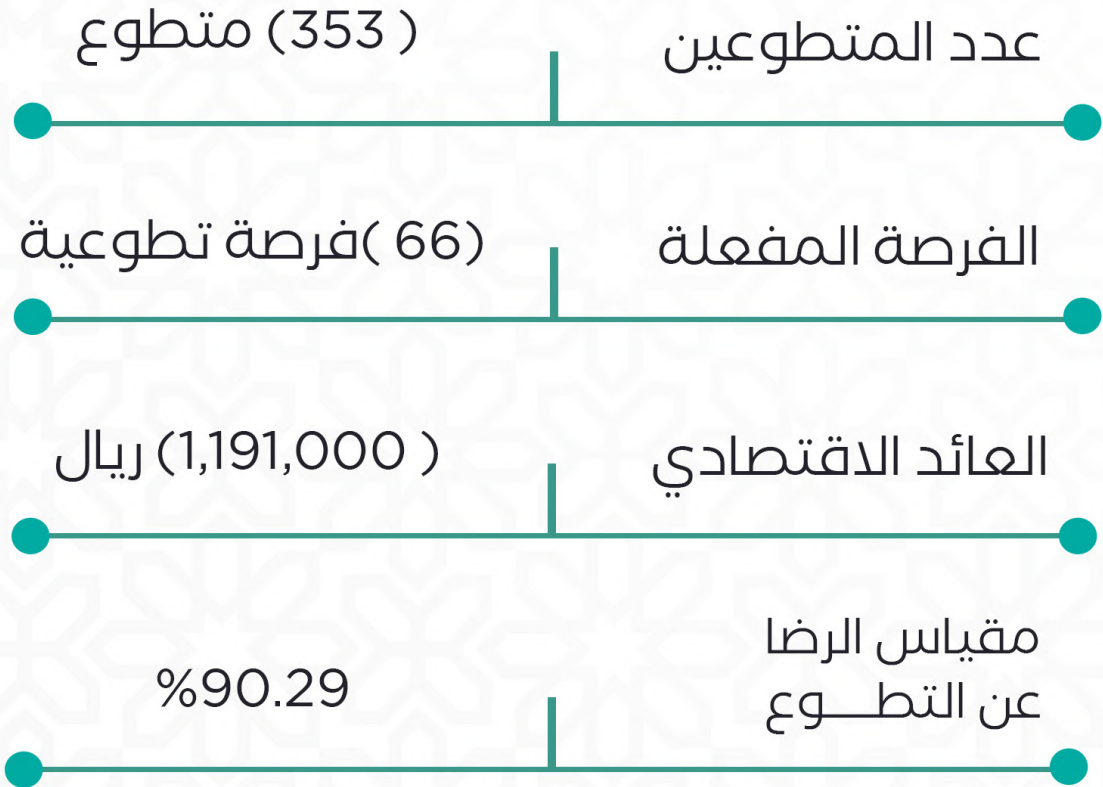 عدد المتطوعين
(353 ) متطوع
الفرصة المفعلة
(66 )فرصة تطوعية
العائد الاقتصادي
(1,191,000 ) ريال
مقياس الرضا
عن التطـــوع
%90.29